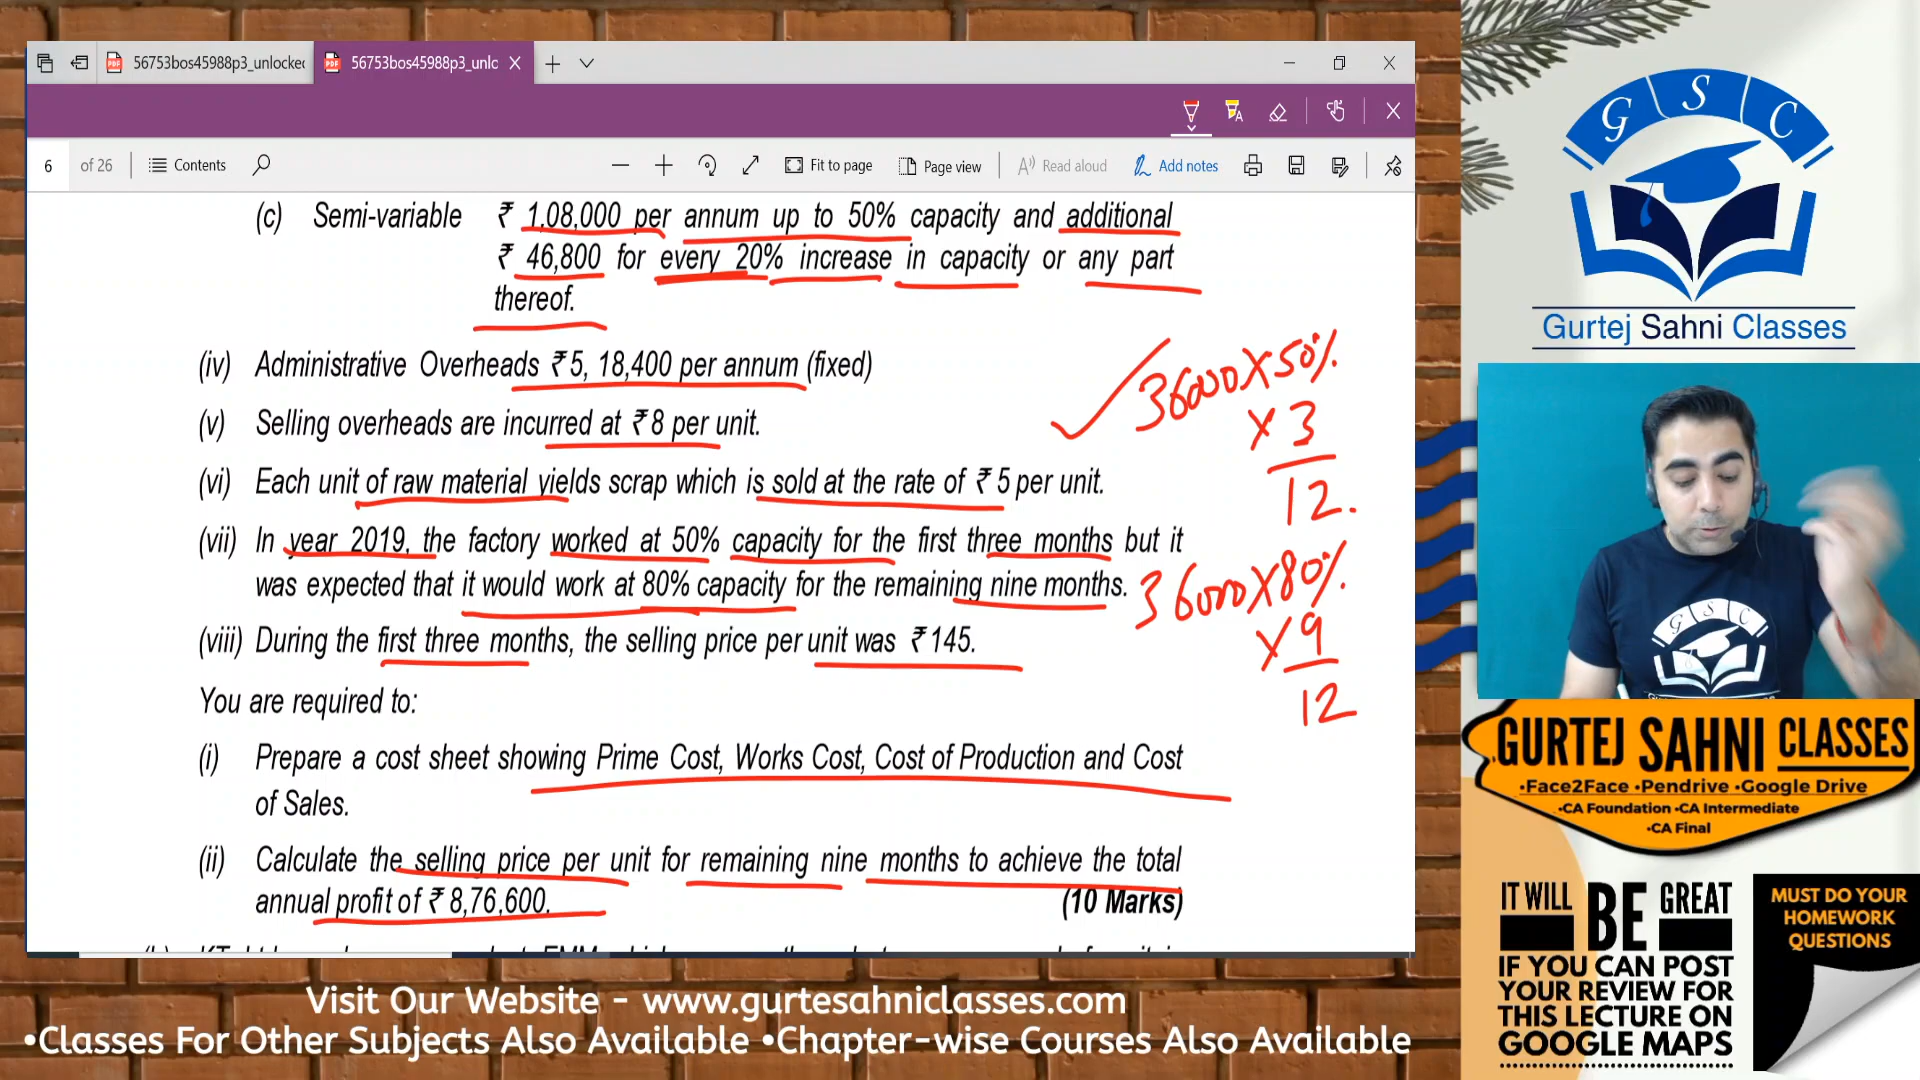 56753bos45988p3_unlocked
56753bos45988p3_unlo
6 of 26
Contents
Fit to page
Page view
Read aloud
Add notes
(c) Semi-variable ₹ 1,08,000 per annum up to 50% capacity and additional
₹ 46,800 for every 20% increase in capacity or any part
thereof.
(iv) Administrative Overheads ₹ 5, 18,400 per annum (fixed)
(v) Selling overheads are incurred at ₹ 8 per unit.
(vi) Each unit of raw material yields scrap which is sold at the rate of ₹ 5 per unit.
(vii) In year 2019, the factory worked at 50% capacity for the first three months but it
was expected that it would work at 80% capacity for the remaining nine months.
(viii) During the first three months, the selling price per unit was ₹ 145.
You are required to:
(i) Prepare a cost sheet showing Prime Cost, Works Cost, Cost of Production and Cost
of Sales.
(ii) Calculate the selling price per unit for remaining nine months to achieve the total
annual profit of ₹ 8,76,600.
(10 Marks)
36000 X 50%
X 3
12.
36000 X 80%
X 9
12
G S C
Gurtej Sahni Classes
G S C
GURTEJ SAHNI CLASSES
•Face2Face •Pendrive •Google Drive
•CA Foundation •CA Intermediate
•CA Final
IT WILL BE GREAT
IF YOU CAN POST
YOUR REVIEW FOR
THIS LECTURE ON
GOOGLE MAPS
MUST DO YOUR
HOMEWORK
QUESTIONS
Visit Our Website - www.gurtesahniclasses.com
•Classes For Other Subjects Also Available •Chapter-wise Courses Also Available